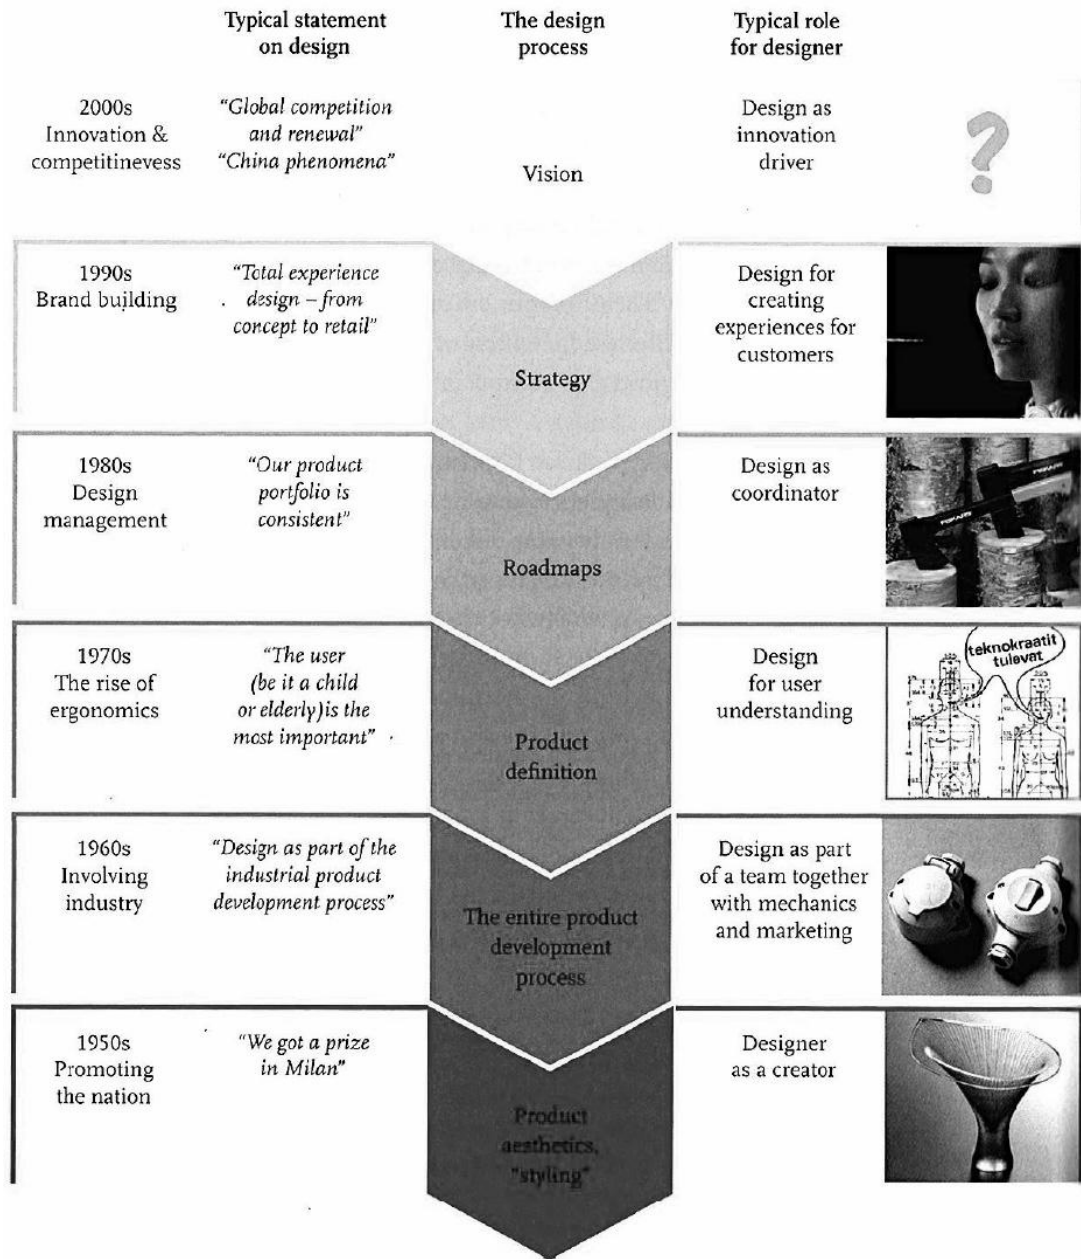 Typical statement
on design
The design
process
Typical role
for designer
2000s
Innovation &
competitinevess
"Global competition
and renewal"
"China phenomena"
Vision
Design as
innovation
driver
?
1990s
Brand building
"Total experience
design – from
concept to retail"
Strategy
Design for
creating
experiences for
customers
1980s
Design
management
"Our product
portfolio is
consistent"
Roadmaps
Design as
coordinator
FISKARS
FISKARS
1970s
The rise of
ergonomics
"The user
(be it a child
or elderly)is the
most important"
Product
definition
Design
for user
understanding
teknokraatit
tulevat
1960s
Involving
industry
"Design as part of the
industrial product
development process"
The entire product
development
process
Design as part
of a team together
with mechanics
and marketing
1950s
Promoting
the nation
"We got a prize
in Milan"
Product
aesthetics,
"styling"
Designer
as a creator